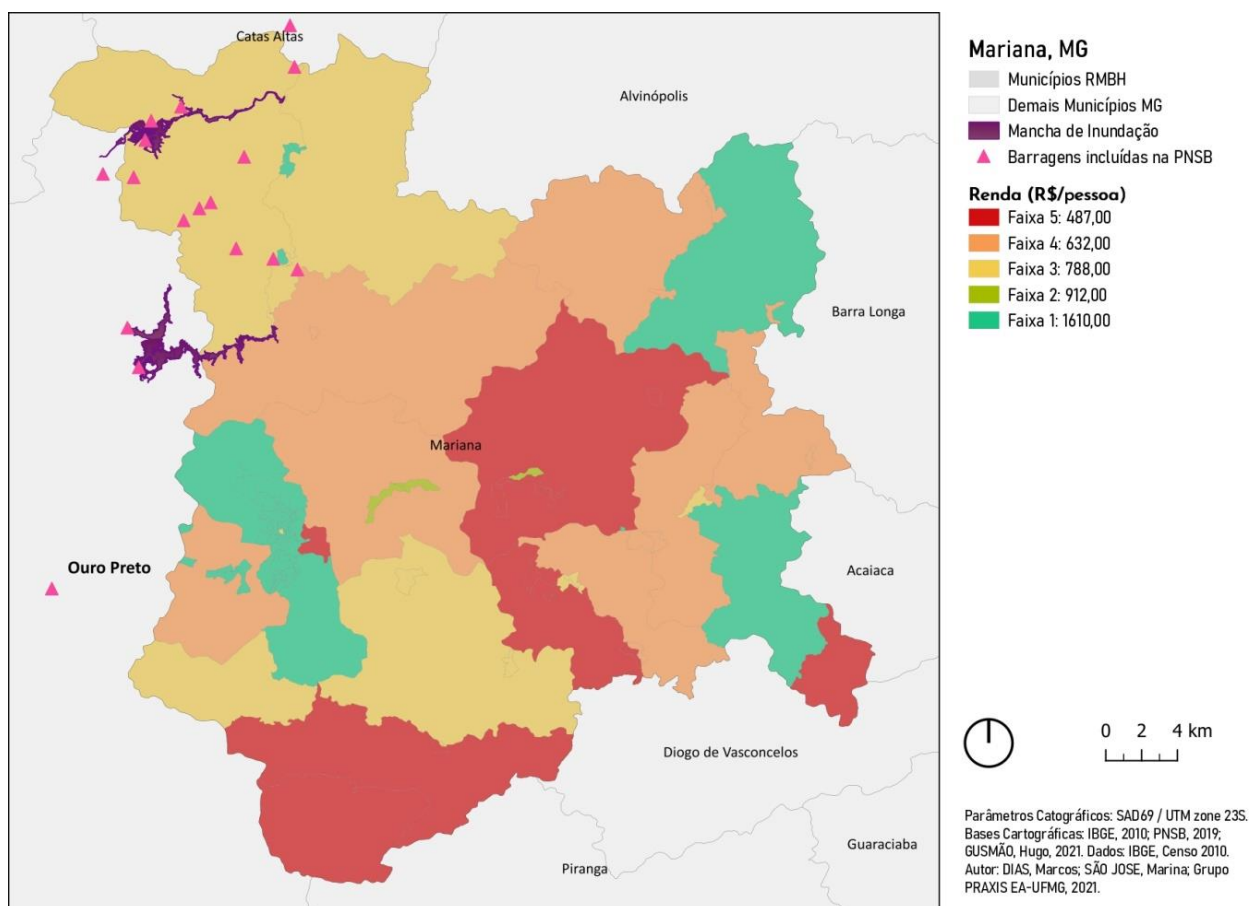 Catas Altas
Alvinópolis
Barra Longa
Mariana
Ouro Preto
Acaiaca
Diogo de Vasconcelos
Guaraciaba
Piranga
Mariana, MG
Municípios RMBH
Demais Municípios MG
Mancha de Inundação
Barragens incluídas na PNSB
Renda (R$/pessoa)
Faixa 5: 487,00
Faixa 4: 632,00
Faixa 3: 788,00
Faixa 2: 912,00
Faixa 1: 1610,00
0 2 4 km
Parâmetros Catográficos: SAD69 / UTM zone 23S.
Bases Cartográficas: IBGE, 2010; PNSB, 2019;
GUSMÃO, Hugo, 2021. Dados: IBGE, Censo 2010.
Autor: DIAS, Marcos; SÃO JOSE, Marina; Grupo
PRAXIS EA-UFMG, 2021.